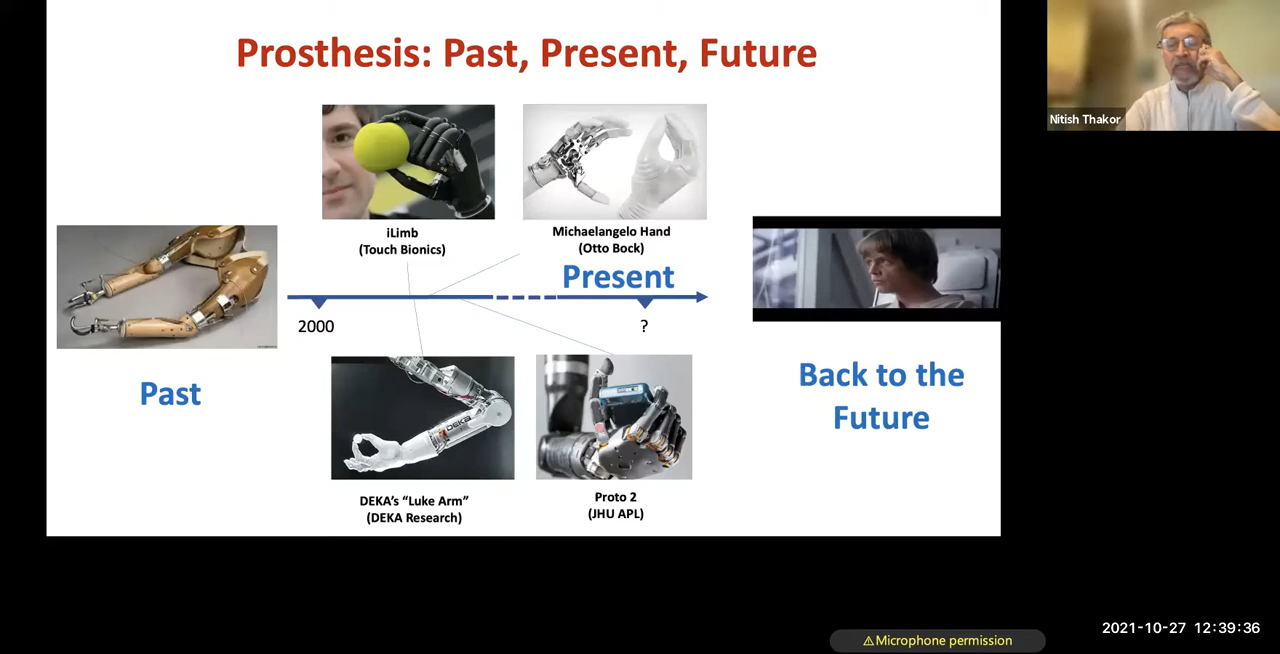 Prosthesis: Past, Present, Future
Nitish Thakor
iLimb
(Touch Bionics)
Michaelangelo Hand
(Otto Bock)
Present
2000
?
Past
DEKA
DEKA's “Luke Arm”
(DEKA Research)
Proto 2
(JHU APL)
Back to the
Future
2021-10-27 12:39:36
⚠Microphone permission